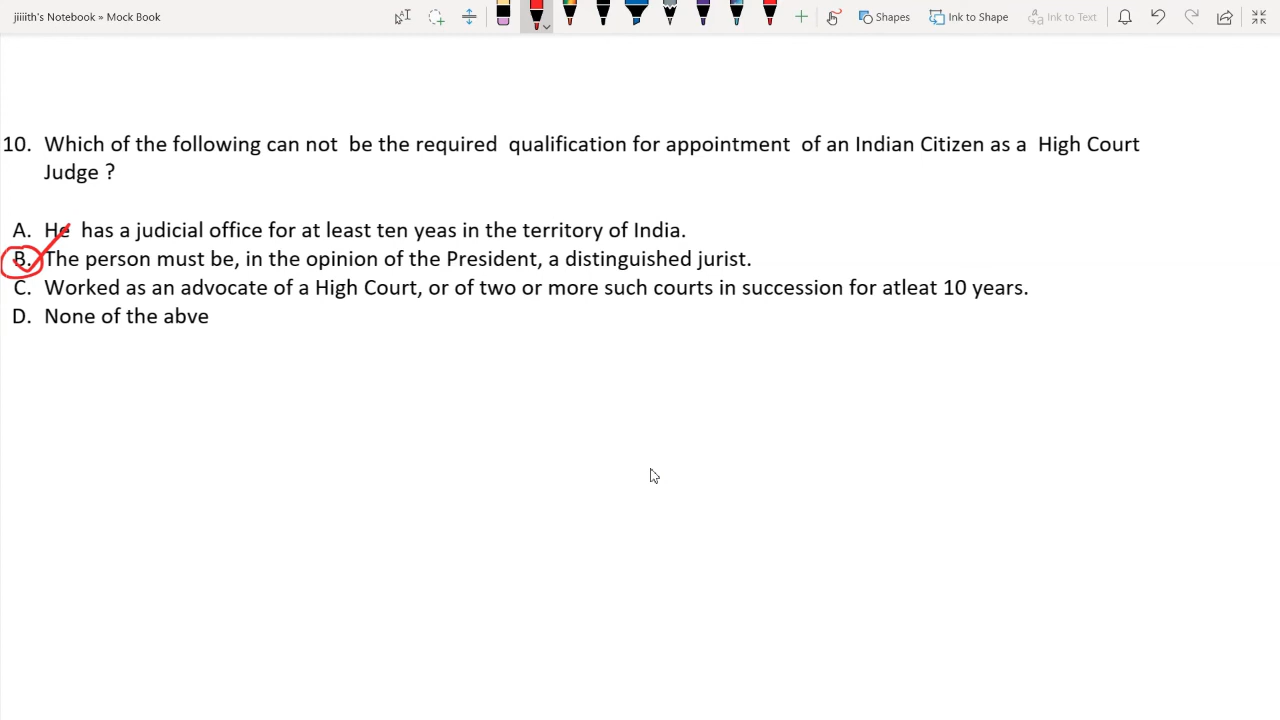 jiiiith's Notebook » Mock Book
Shapes
Ink to Shape
Ink to Text
10. Which of the following can not be the required qualification for appointment of an Indian Citizen as a High Court
Judge ?
A. He has a judicial office for at least ten yeas in the territory of India.
B. The person must be, in the opinion of the President, a distinguished jurist.
C. Worked as an advocate of a High Court, or of two or more such courts in succession for atleat 10 years.
D. None of the abve